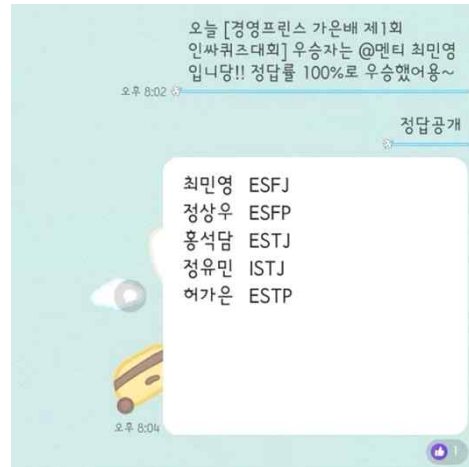 오늘 [경영프린스 가은배 제1회
인싸퀴즈대회] 우승자는 @멘티 최민영
입니당!! 정답률 100%로 우승했어용~
오후 8:02
정답공개
최민영 ESFJ
정상우 ESFP
홍석담 ESTJ
정유민 ISTJ
허가은 ESTP
오후 8:04
1